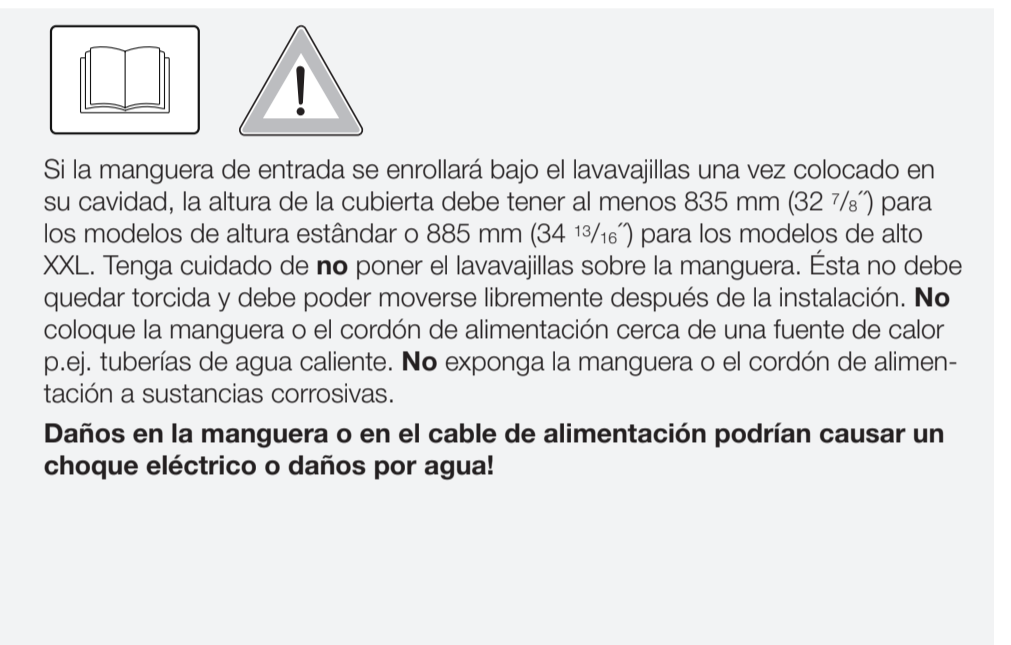 Si la manguera de entrada se enrollará bajo el lavavajillas una vez colocado en
su cavidad, la altura de la cubierta debe tener al menos 835 mm (32 7/8˝) para
los modelos de altura estândar o 885 mm (34 13/16˝) para los modelos de alto
XXL. Tenga cuidado de no poner el lavavajillas sobre la manguera. Ésta no debe
quedar torcida y debe poder moverse libremente después de la instalación. No
coloque la manguera o el cordón de alimentación cerca de una fuente de calor
p.ej. tuberías de agua caliente. No exponga la manguera o el cordón de alimen-
tación a sustancias corrosivas.
Daños en la manguera o en el cable de alimentación podrían causar un
choque eléctrico o daños por agua!